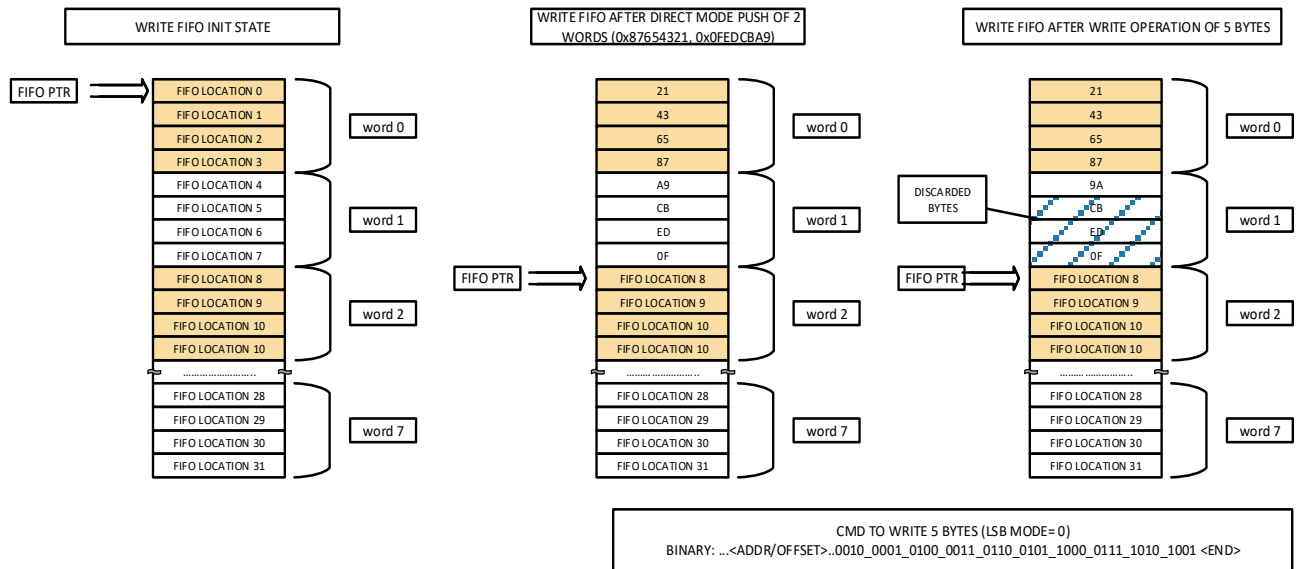 WRITE FIFO INIT STATE
FIFO PTR
FIFO LOCATION 0
FIFO LOCATION 1
FIFO LOCATION 2
FIFO LOCATION 3
FIFO LOCATION 4
FIFO LOCATION 5
FIFO LOCATION 6
FIFO LOCATION 7
FIFO LOCATION 8
FIFO LOCATION 9
FIFO LOCATION 10
FIFO LOCATION 10
..........................
FIFO LOCATION 28
FIFO LOCATION 29
FIFO LOCATION 30
FIFO LOCATION 31
word 0
word 1
word 2
word 7
WRITE FIFO AFTER DIRECT MODE PUSH OF 2
WORDS (0x87654321, 0x0FEDCBA9)
21
43
65
87
A9
CB
ED
0F
FIFO PTR
FIFO LOCATION 8
FIFO LOCATION 9
FIFO LOCATION 10
FIFO LOCATION 10
..........................
FIFO LOCATION 28
FIFO LOCATION 29
FIFO LOCATION 30
FIFO LOCATION 31
word 0
word 1
word 2
word 7
WRITE FIFO AFTER WRITE OPERATION OF 5 BYTES
21
43
65
87
9A
CB
ED
0F
DISCARDED
BYTES
FIFO PTR
FIFO LOCATION 8
FIFO LOCATION 9
FIFO LOCATION 10
FIFO LOCATION 10
..........................
FIFO LOCATION 28
FIFO LOCATION 29
FIFO LOCATION 30
FIFO LOCATION 31
word 0
word 1
word 2
word 7
CMD TO WRITE 5 BYTES (LSB MODE= 0)
BINARY: ...<ADDR/OFFSET>..0010_0001_0100_0011_0110_0101_1000_0111_1010_1001 <END>